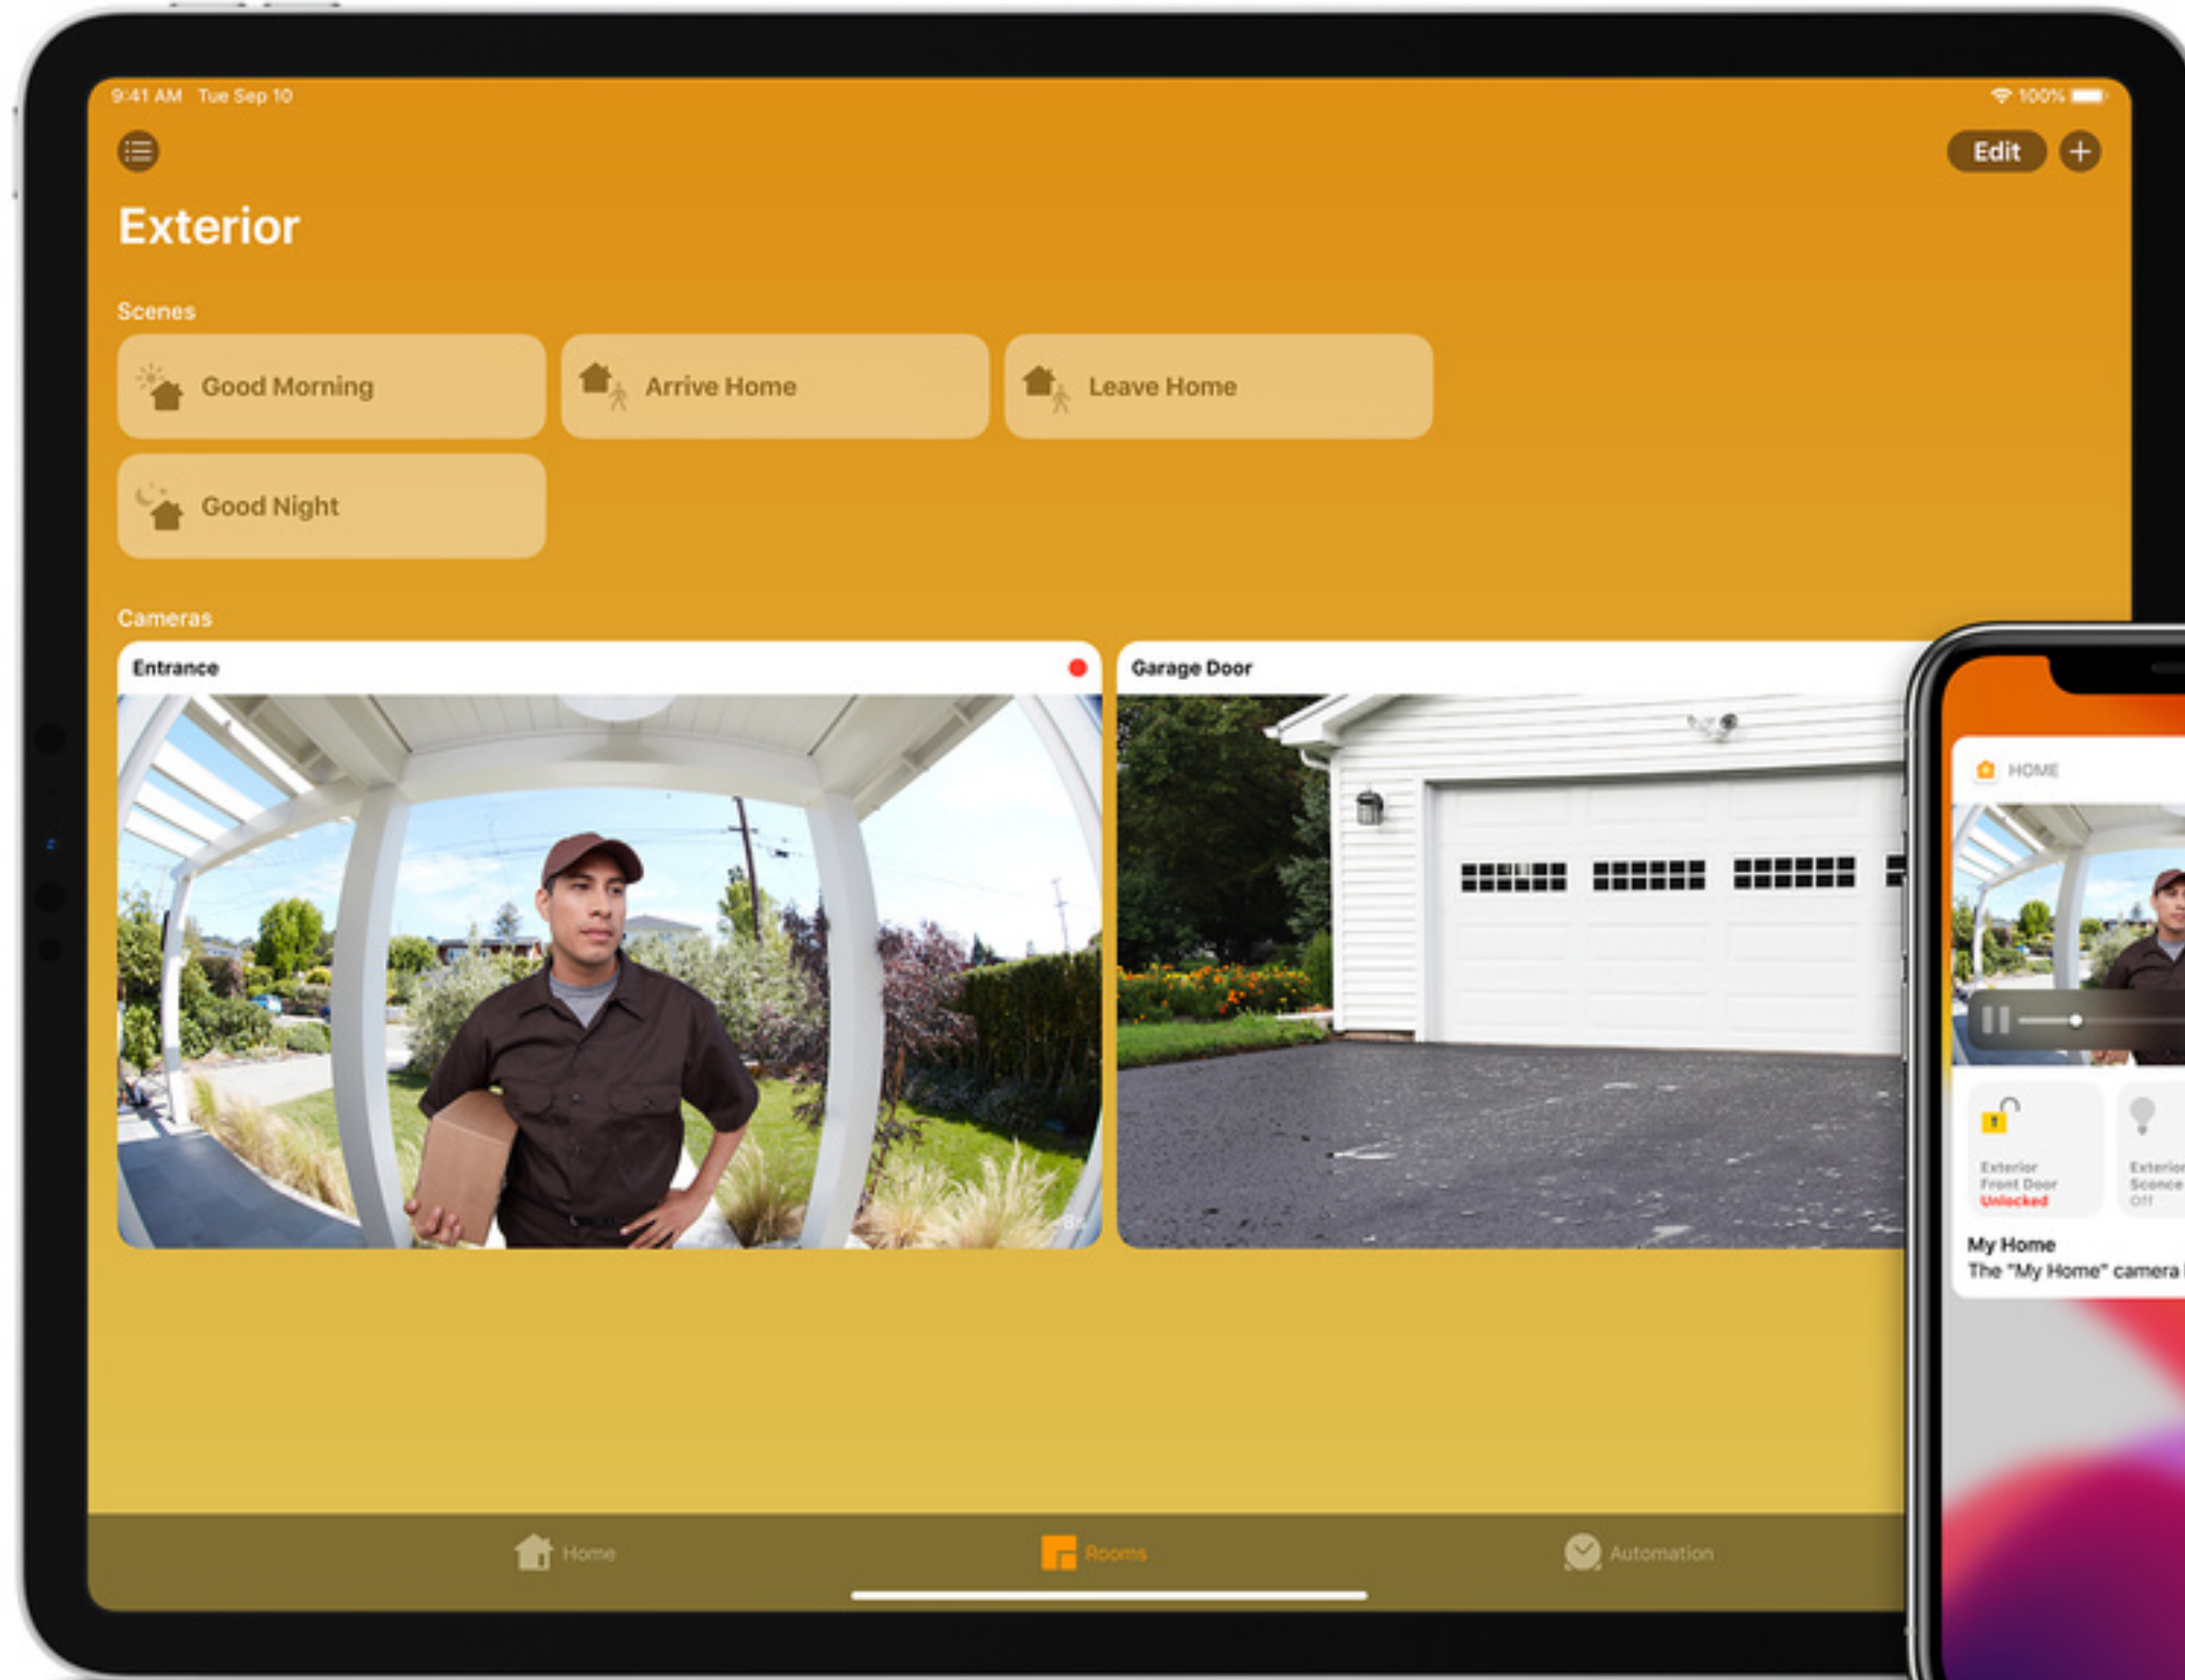 9:41 AM Tue Sep 10
100%
Edit
Exterior
Scenes
Good Morning
Arrive Home
Leave Home
Good Night
Cameras
Entrance
Garage Door
HOME
Exterior
Front Door
Unlocked
Exterior
Sconce
Off
My Home
The "My Home" camera
Home
Rooms
Automation